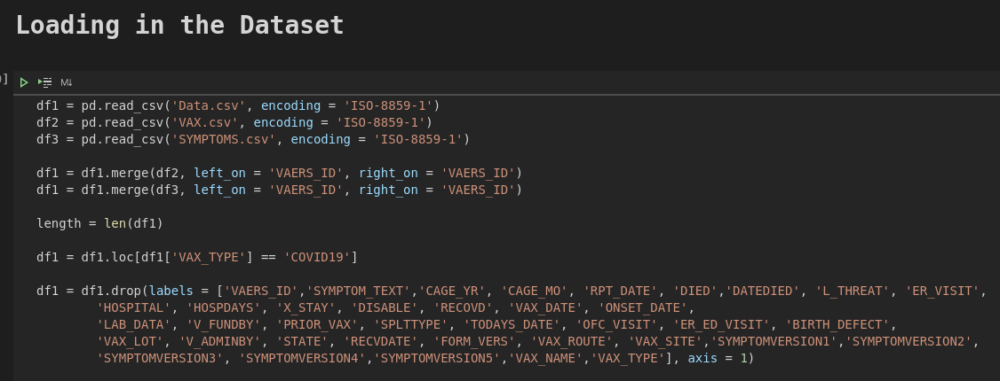 Loading in the Dataset
]
M↓
df1 = pd.read_csv('Data.csv', encoding = 'ISO-8859-1')
df2 = pd.read_csv('VAX.csv', encoding = 'ISO-8859-1')
df3 = pd.read_csv('SYMPTOMS.csv', encoding = 'ISO-8859-1')
df1 = df1.merge(df2, left_on = 'VAERS_ID', right_on = 'VAERS_ID')
df1 = df1.merge(df3, left_on = 'VAERS_ID', right_on = 'VAERS_ID')
length = len(df1)
df1 = df1.loc[df1['VAX_TYPE'] == 'COVID19']
df1 = df1.drop(labels = ['VAERS_ID','SYMPTOM_TEXT','CAGE_YR', 'CAGE_MO', 'RPT_DATE', 'DIED','DATEDIED', 'L_THREAT', 'ER_VISIT',
'HOSPITAL', 'HOSPDAYS', 'X_STAY', 'DISABLE', 'RECOVD', 'VAX_DATE', 'ONSET_DATE',
'LAB_DATA', 'V_FUNDBY', 'PRIOR_VAX', 'SPLTTYPE', 'TODAYS_DATE', 'OFC_VISIT', 'ER_ED_VISIT', 'BIRTH_DEFECT',
'VAX_LOT', 'V_ADMINBY', 'STATE', 'RECVDATE', 'FORM_VERS', 'VAX_ROUTE', 'VAX_SITE','SYMPTOMVERSION1','SYMPTOMVERSION2',
'SYMPTOMVERSION3', 'SYMPTOMVERSION4','SYMPTOMVERSION5','VAX_NAME','VAX_TYPE'], axis = 1)